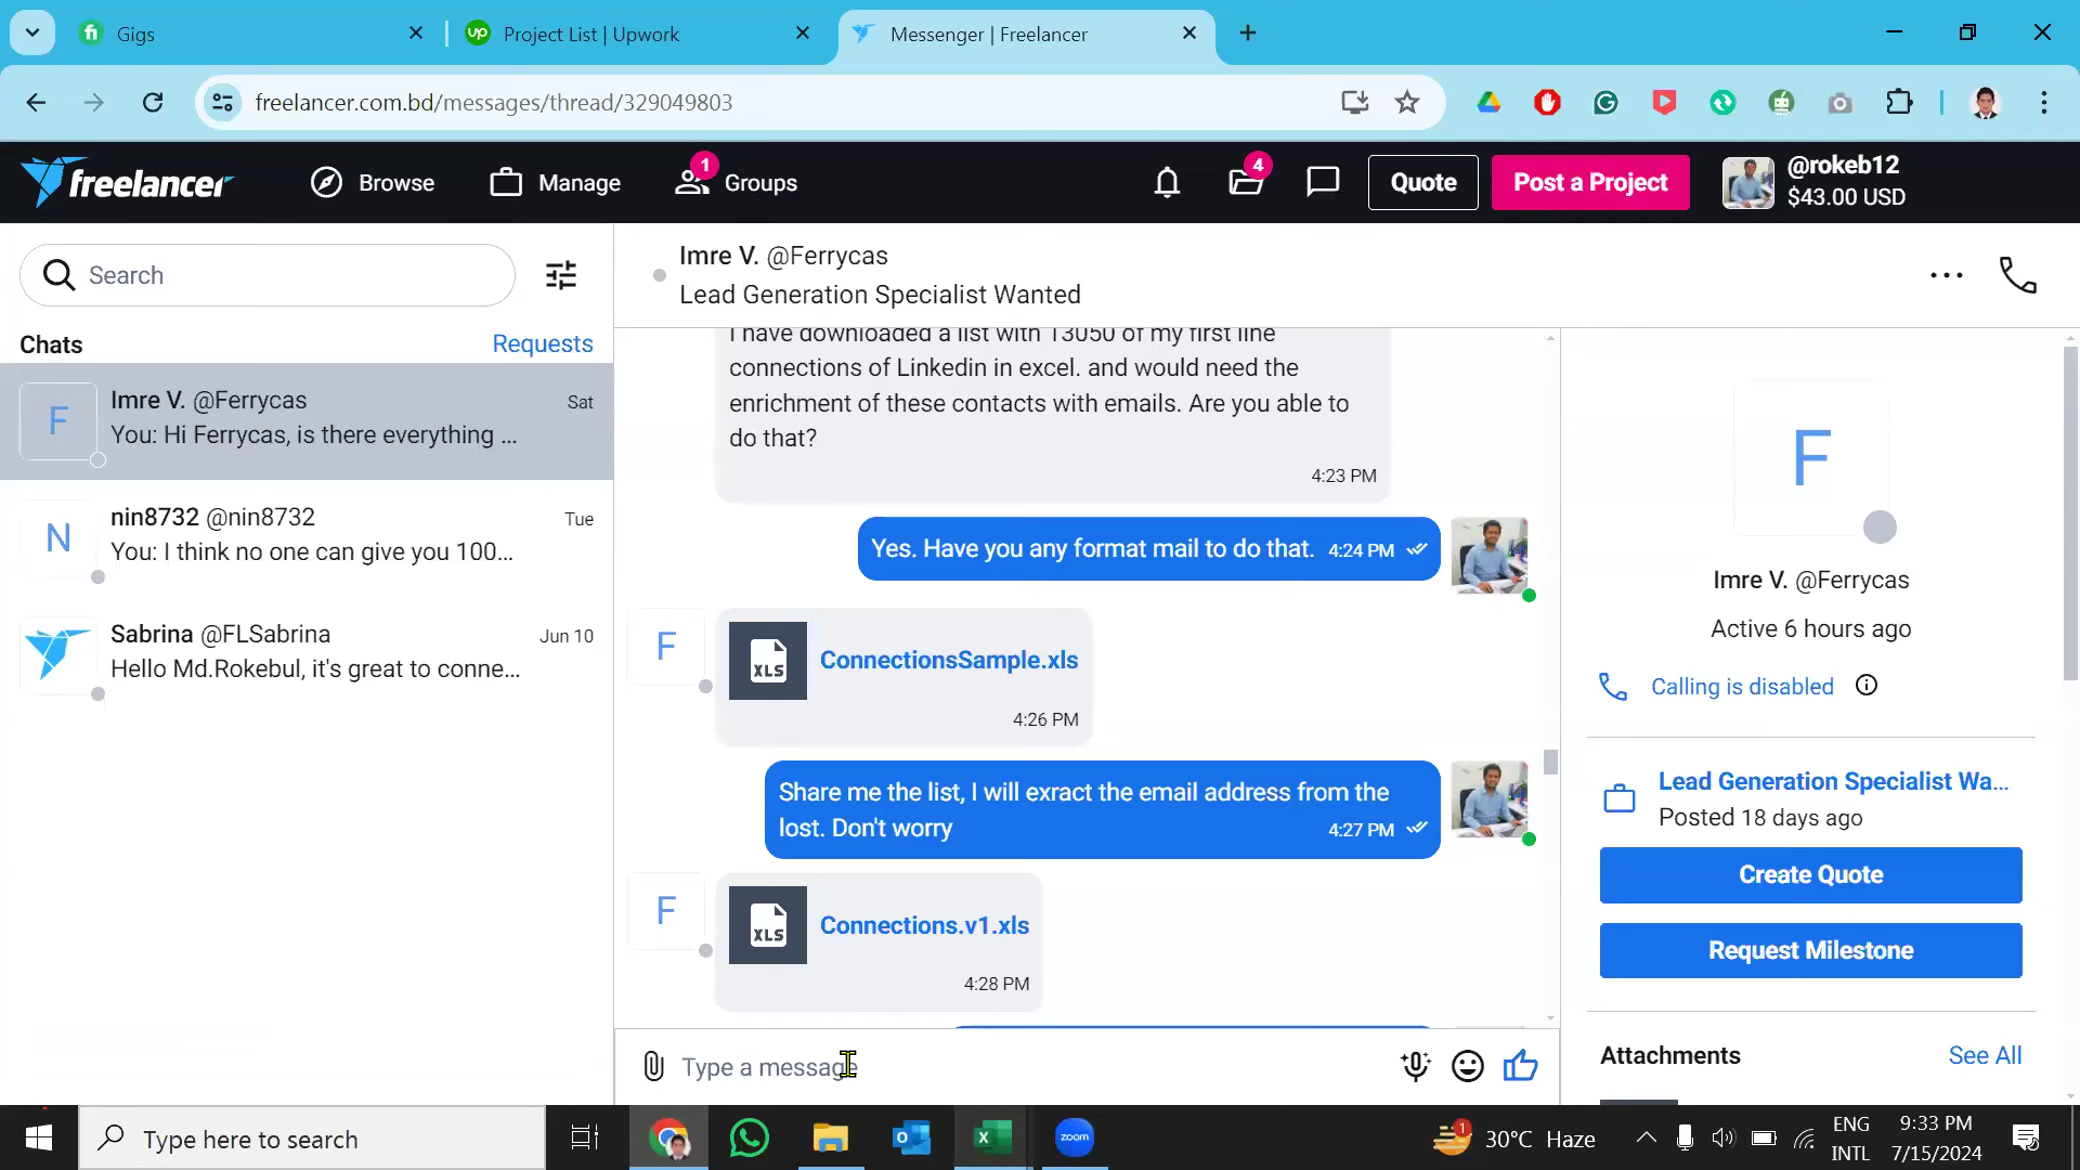 Gigs
Project List | Upwork
Messenger | Freelancer
freelancer.com.bd/messages/thread/329049803
freelancer
Browse
Manage
1
Groups
4
Quote
Post a Project
@rokeb12
$43.00 USD
Search
Chats
Requests
Imre V. @Ferrycas
Sat
You: Hi Ferrycas, is there everything ...
nin8732 @nin8732
Tue
You: I think no one can give you 100...
Sabrina @FLSabrina
Jun 10
Hello Md.Rokebul, it's great to conne...
Imre V. @Ferrycas
Lead Generation Specialist Wanted
I have downloaded a list with 13050 of my first line
connections of Linkedin in excel. and would need the
enrichment of these contacts with emails. Are you able to
do that?
4:23 PM
Yes. Have you any format mail to do that. 4:24 PM
F
XLS
ConnectionsSample.xls
4:26 PM
Share me the list, I will exract the email address from the
lost. Don't worry
4:27 PM
F
XLS
Connections.v1.xls
4:28 PM
Type a message
F
Imre V. @Ferrycas
Active 6 hours ago
Calling is disabled
Lead Generation Specialist Wa...
Posted 18 days ago
Create Quote
Request Milestone
Attachments
See All
Type here to search
zoom
1
30°C Haze
ENG
INTL
9:33 PM
7/15/2024